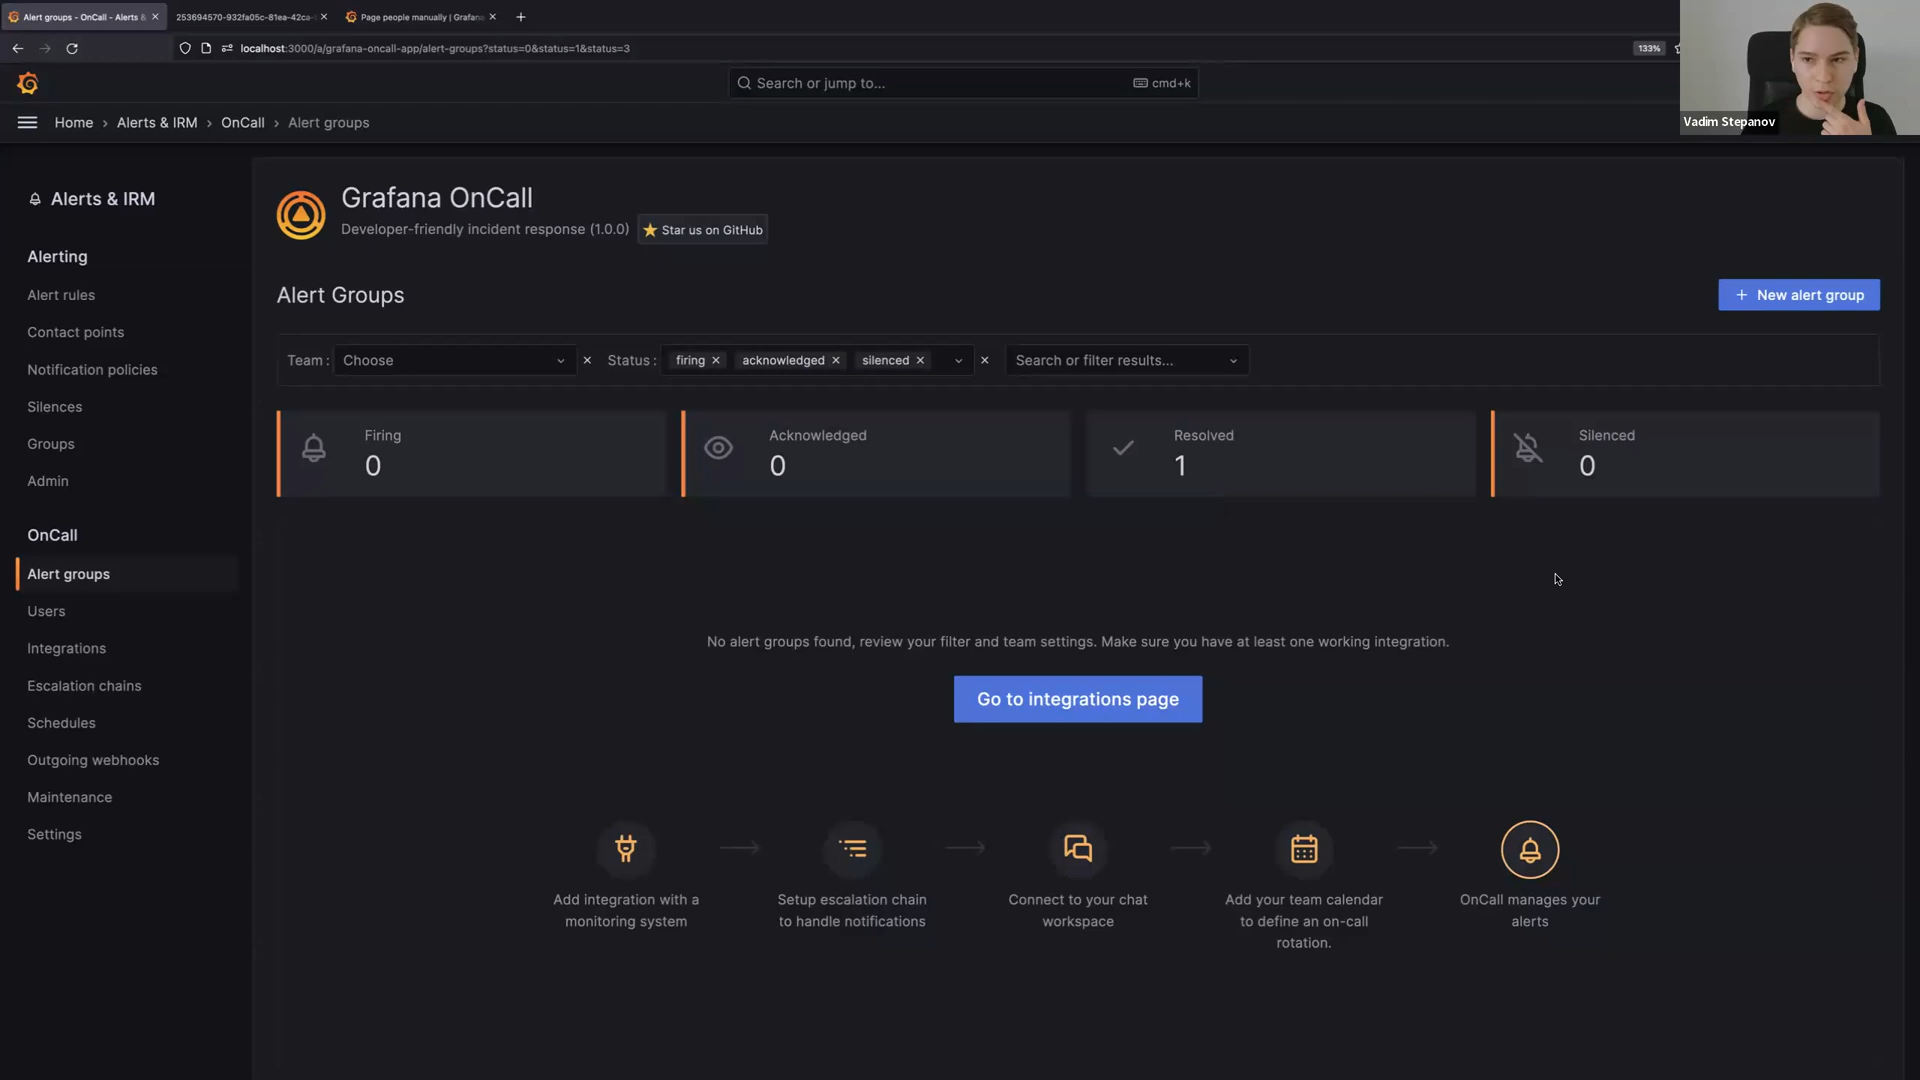 Alert groups - OnCall - Alerts &
253694570-932fa05c-81ea-42ca-
Page people manually | Grafana
localhost:3000/a/grafana-oncall-app/alert-groups?status=0&status=1&status=3
133%
Search or jump to...
cmd+k
Home › Alerts & IRM › OnCall › Alert groups
Vadim Stepanov
Alerts & IRM
Alerting
Alert rules
Contact points
Notification policies
Silences
Groups
Admin
OnCall
Alert groups
Users
Integrations
Escalation chains
Schedules
Outgoing webhooks
Maintenance
Settings
Grafana OnCall
Developer-friendly incident response (1.0.0)
Star us on GitHub
Alert Groups
+ New alert group
Team : Choose
Status : firing acknowledged silenced
Search or filter results...
Firing
0
Acknowledged
0
Resolved
1
Silenced
0
No alert groups found, review your filter and team settings. Make sure you have at least one working integration.
Go to integrations page
Add integration with a
monitoring system
Setup escalation chain
to handle notifications
Connect to your chat
workspace
Add your team calendar
to define an on-call
rotation.
OnCall manages your
alerts